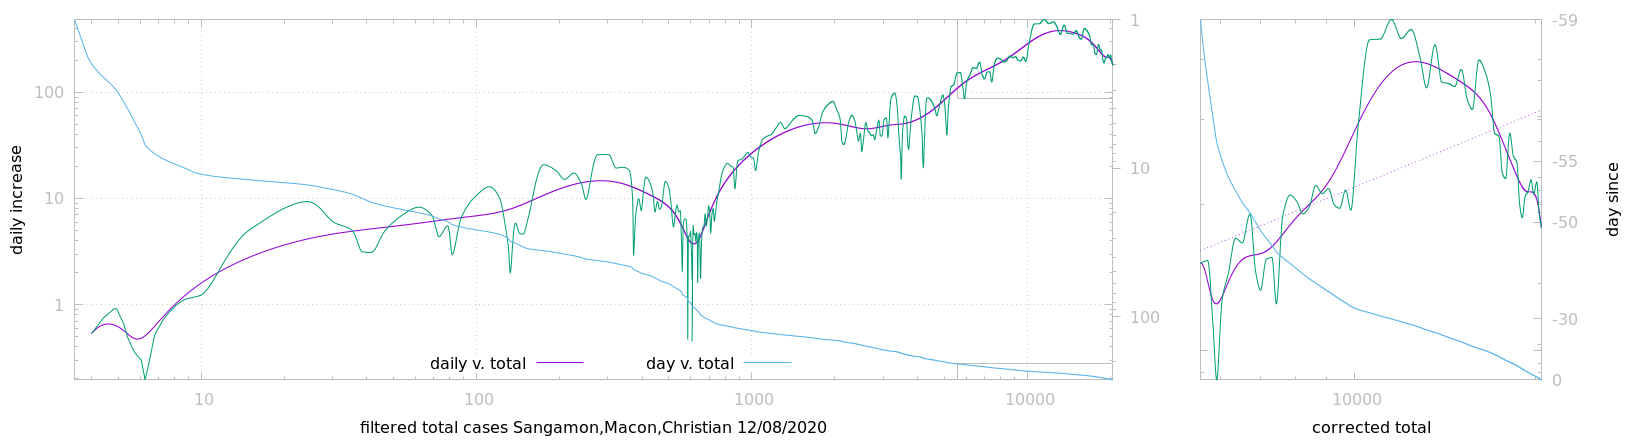 daily increase
100
10
1
10
100
1000
10000
1
10
100
daily v. total
day v. total
filtered total cases Sangamon,Macon,Christian 12/08/2020
10000
corrected total
-59
-55
-50
-30
0
day since